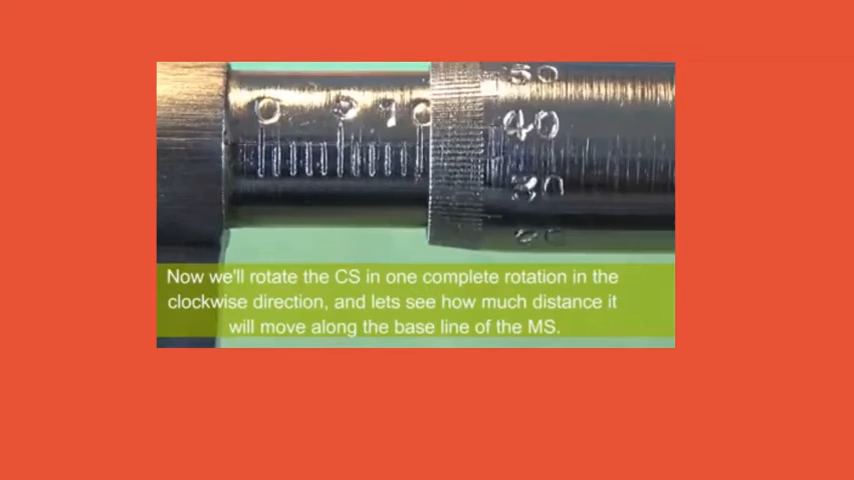 50
0 5 10
40
30
20
Now we'll rotate the CS in one complete rotation in the
clockwise direction, and lets see how much distance it
will move along the base line of the MS.